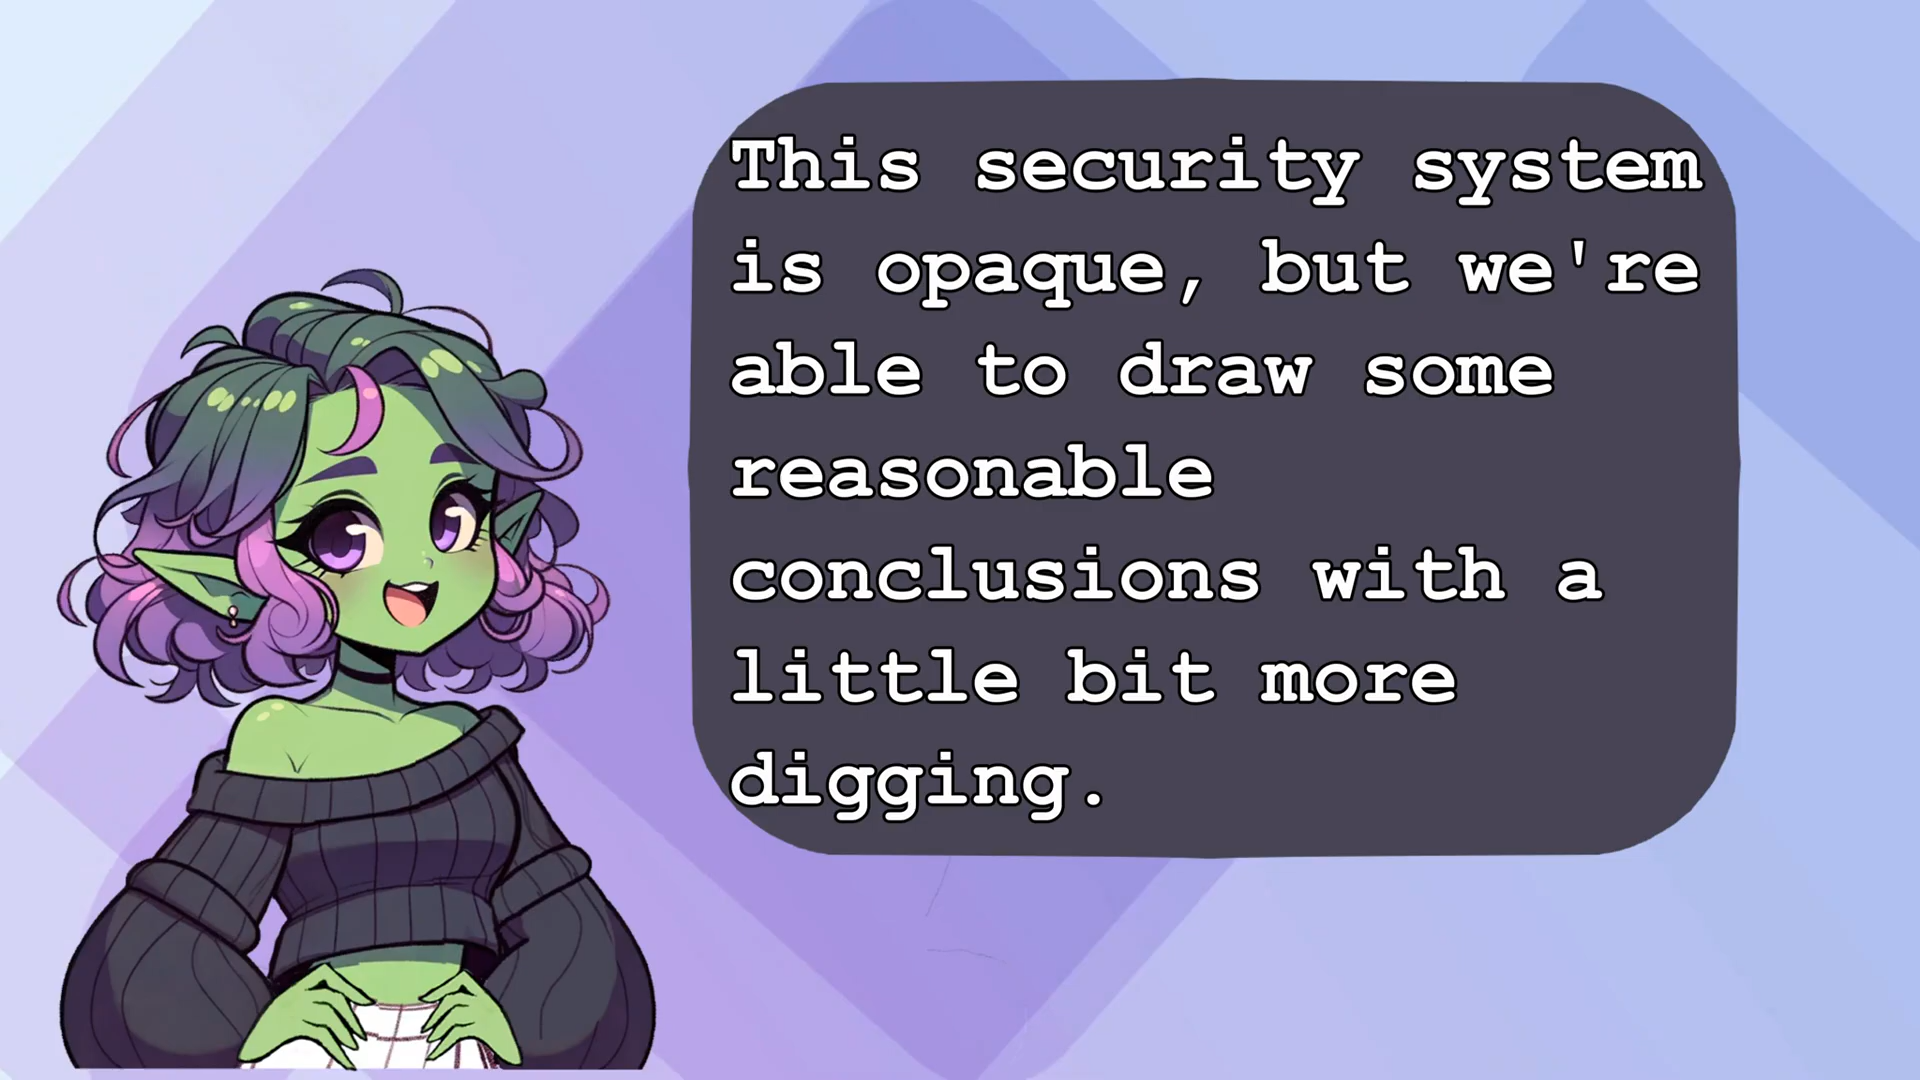 This security system
is opaque, but we're
able to draw some
reasonable
conclusions with a
little bit more
digging.